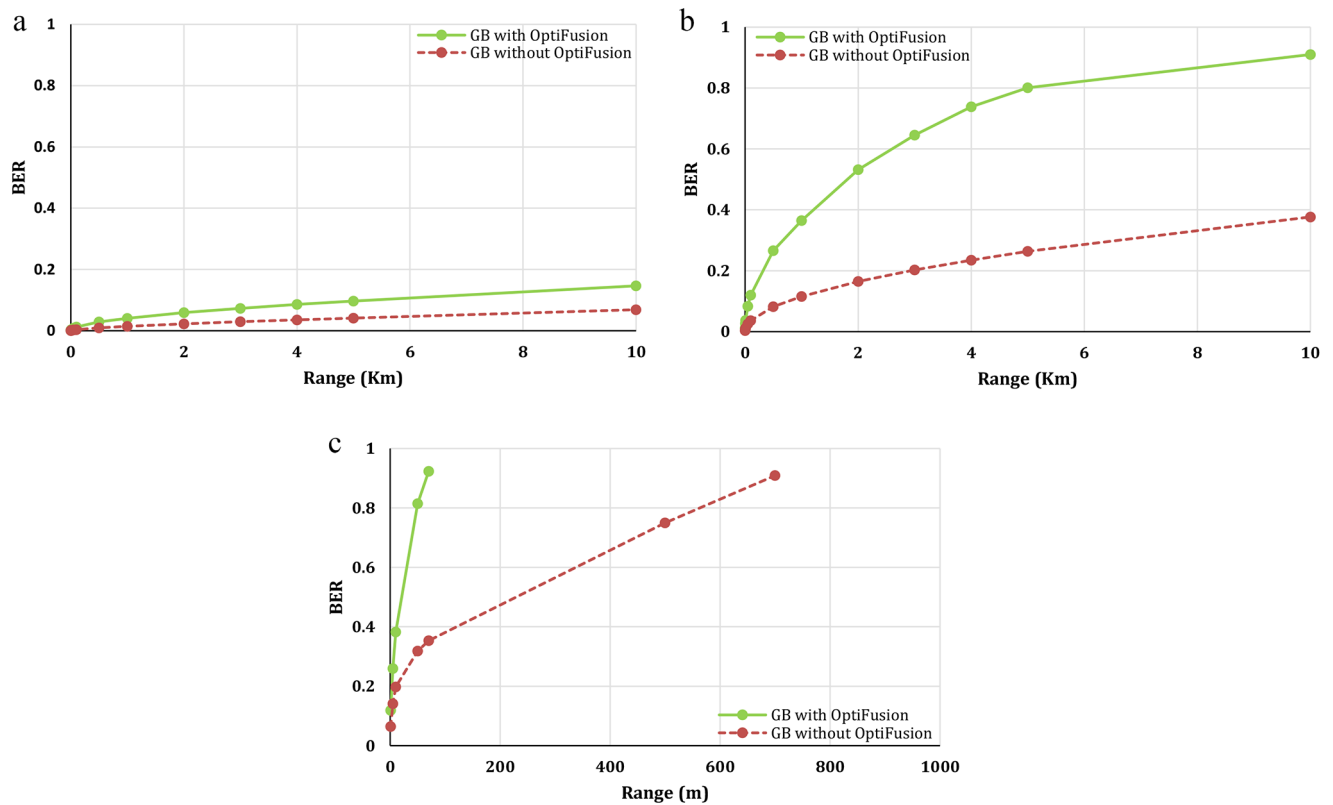 a
1
0.8
0.6
0.4
0.2
0
BER
0 2 4 6 8 10
Range (Km)
GB with OptiFusion
GB without OptiFusion
b
1
0.8
0.6
0.4
0.2
0
BER
0 2 4 6 8 10
Range (Km)
GB with OptiFusion
GB without OptiFusion
c
1
0.8
0.6
0.4
0.2
0
BER
0 200 400 600 800 1000
Range (m)
GB with OptiFusion
GB without OptiFusion